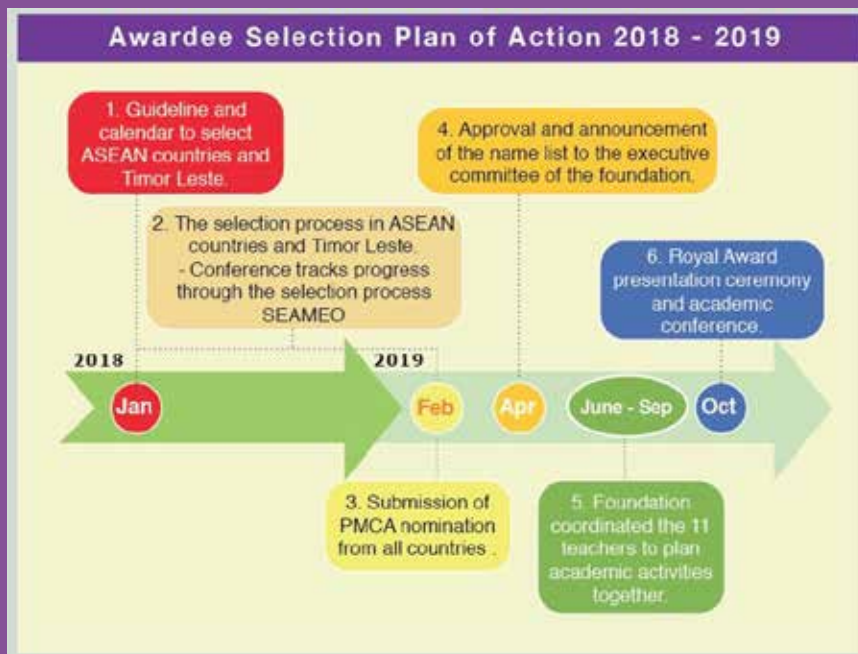 Awardee Selection Plan of Action 2018 - 2019
1. Guideline and
calendar to select
ASEAN countries and
Timor Leste.
2. The selection process in ASEAN
countries and Timor Leste.
- Conference tracks progress
through the selection process
SEAMEO
4. Approval and announcement
of the name list to the executive
committee of the foundation.
6. Royal Award
presentation ceremony
and academic
conference.
2018
2019
Jan
Feb
Apr
June - Sep
Oct
3. Submission of
PMCA nomination
from all countries .
5. Foundation
coordinated the 11
teachers to plan
academic activities
together.